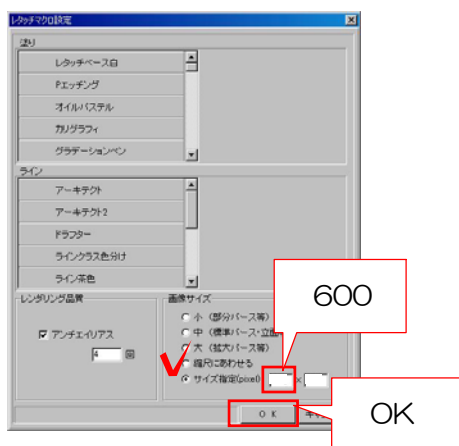 レタッチマクロ設定
塗り
レタッチベース白
Pエッチング
オイルパステル
カリグラフィ
グラデーションペン
ライン
アーキテクト
アーキテクト2
ドラフター
ラインクラス色分け
ライン茶色
レンダリング品質
アンチエイリアス
4 回
画像サイズ
小 (部分パース等)
中 (標準パース・立面
大 (拡大パース等)
縮尺にあわせる
サイズ指定(pixel) x
600
OK
OK